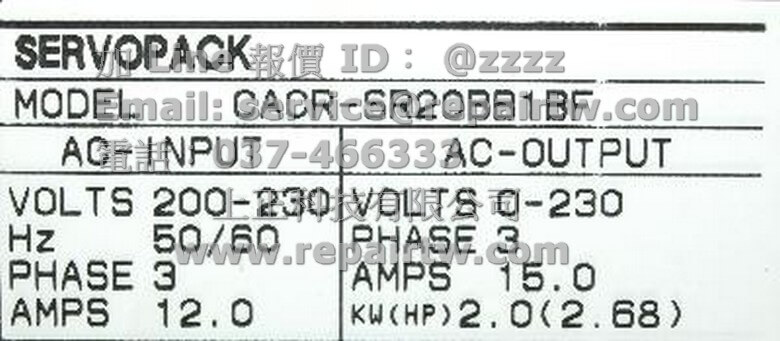 SERVOPACK
加 Line 報價 ID： @zzzz
MODEL CACR-SR20BB1BF
Email: service@repairtw.com
AC-INPUT AC-OUTPUT
電話 037-466333
VOLTS 200-230 VOLTS 0-230
上正科技有限公司
Hz 50/60 PHASE 3
www.repairtw.com
PHASE 3 AMPS 15.0
AMPS 12.0 KW(HP) 2.0(2.68)